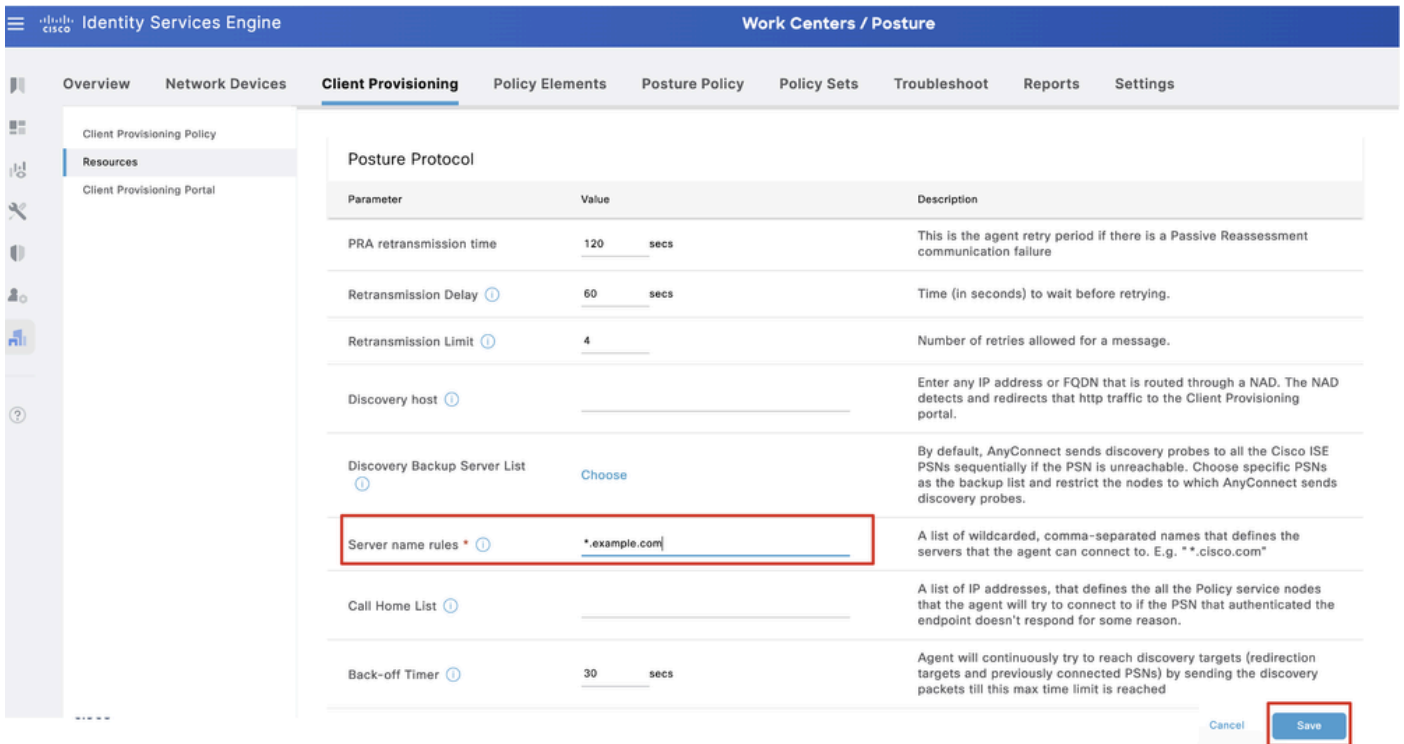 cisco Identity Services Engine
Work Centers / Posture
Overview Network Devices Client Provisioning Policy Elements Posture Policy Policy Sets Troubleshoot Reports Settings
Client Provisioning Policy
Resources
Client Provisioning Portal
Posture Protocol
Parameter Value Description
PRA retransmission time 120 secs
This is the agent retry period if there is a Passive Reassessment
communication failure
Retransmission Delay 60 secs Time (in seconds) to wait before retrying.
Retransmission Limit 4 Number of retries allowed for a message.
Discovery host
Enter any IP address or FQDN that is routed through a NAD. The NAD
detects and redirects that http traffic to the Client Provisioning
portal.
Discovery Backup Server List Choose
By default, AnyConnect sends discovery probes to all the Cisco ISE
PSNs sequentially if the PSN is unreachable. Choose specific PSNs
as the backup list and restrict the nodes to which AnyConnect sends
discovery probes.
Server name rules * *.example.com
A list of wildcarded, comma-separated names that defines the
servers that the agent can connect to. E.g. "*.cisco.com"
Call Home List
A list of IP addresses, that defines the all the Policy service nodes
that the agent will try to connect to if the PSN that authenticated the
endpoint doesn't respond for some reason.
Back-off Timer 30 secs
Agent will continuously try to reach discovery targets (redirection
targets and previously connected PSNs) by sending the discovery
packets till this max time limit is reached
Cancel Save